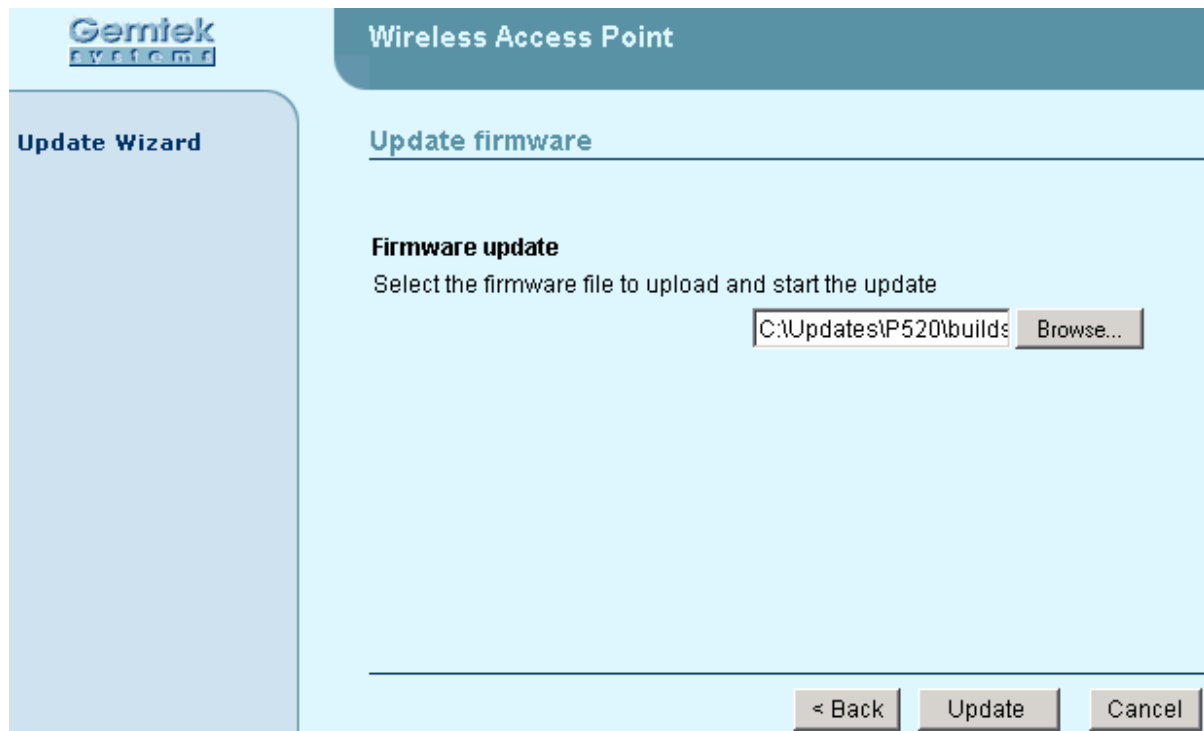 Gemtek
systems
Wireless Access Point
Update Wizard
Update firmware
Firmware update
Select the firmware file to upload and start the update
C:\Updates\P520\builds
Browse...
< Back
Update
Cancel